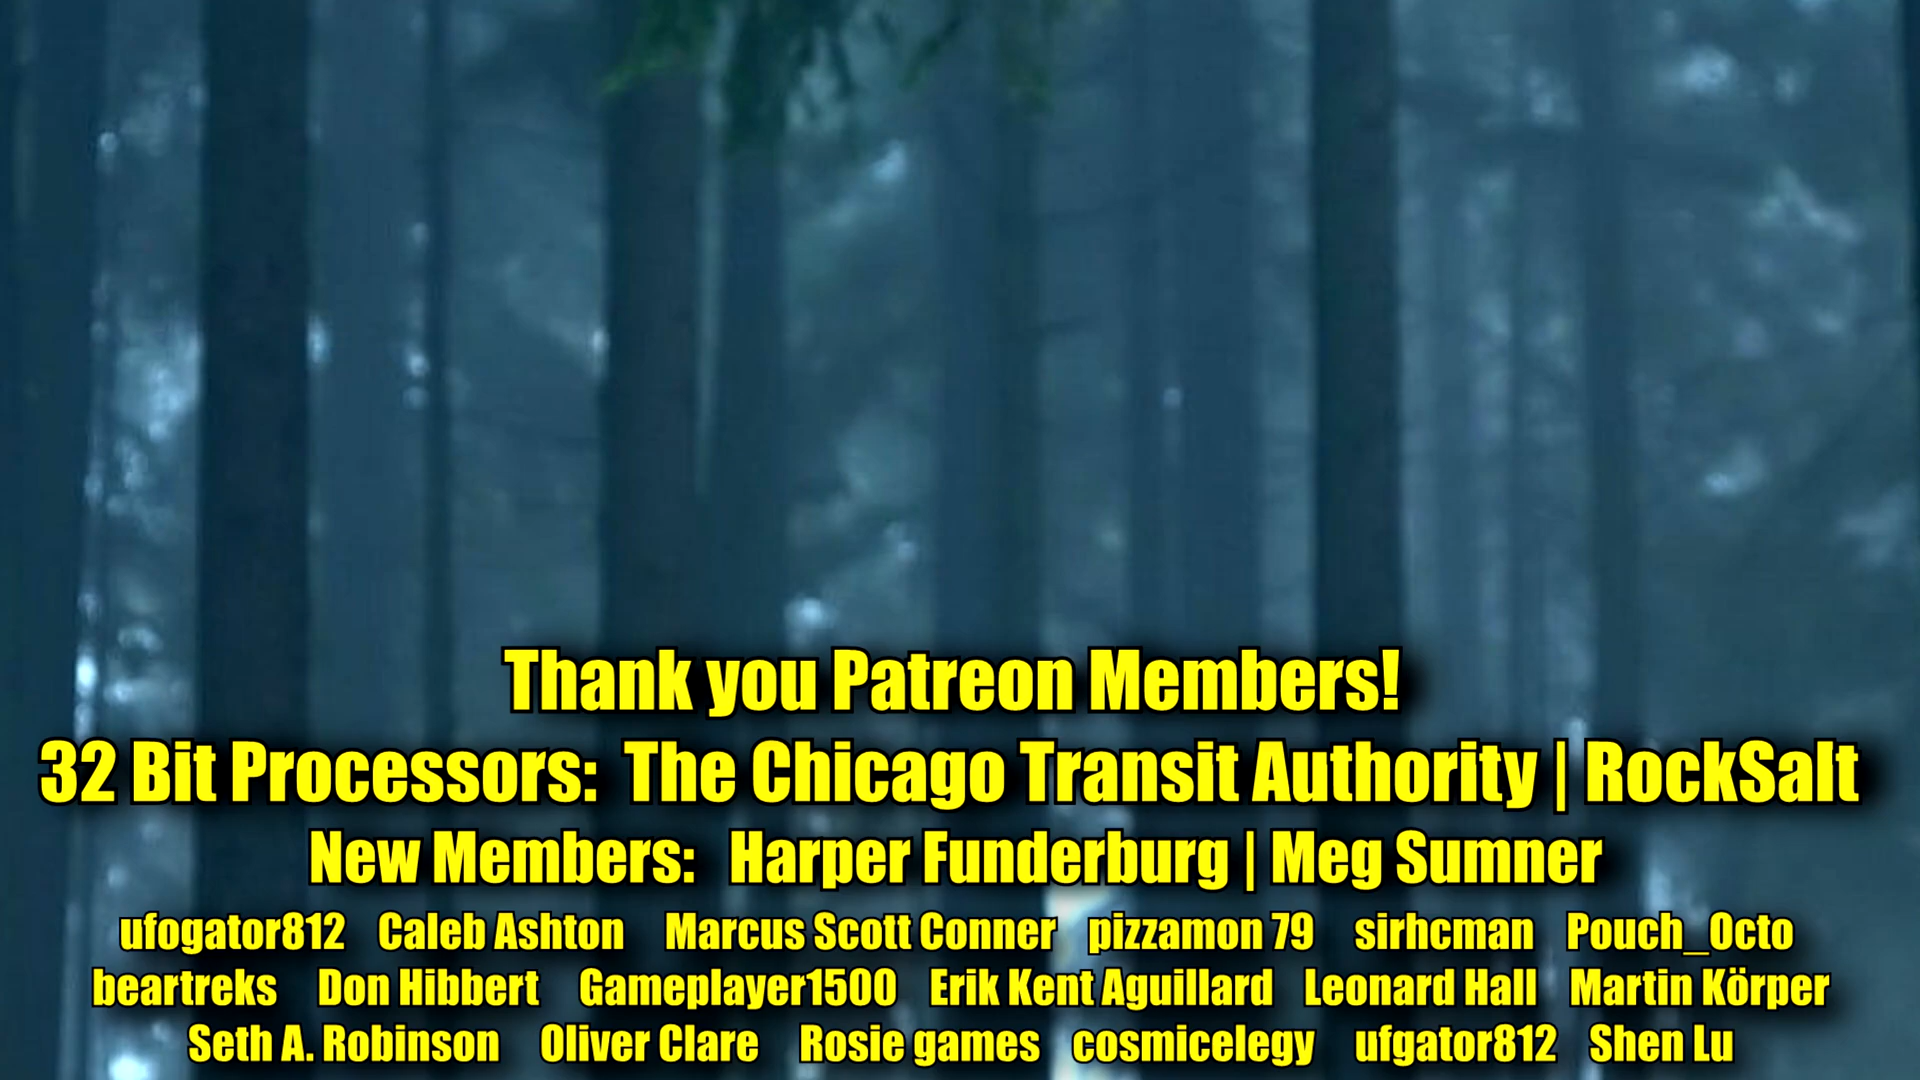 Thank you Patreon Members!
32 Bit Processors: The Chicago Transit Authority | RockSalt
New Members: Harper Funderburg | Meg Sumner
ufogator812 Caleb Ashton Marcus Scott Conner pizzamon 79 sirhcman Pouch_Octo
beartreks Don Hibbert Gameplayer1500 Erik Kent Aguillard Leonard Hall Martin Körper
Seth A. Robinson Oliver Clare Rosie games cosmicelegy ufgator812 Shen Lu